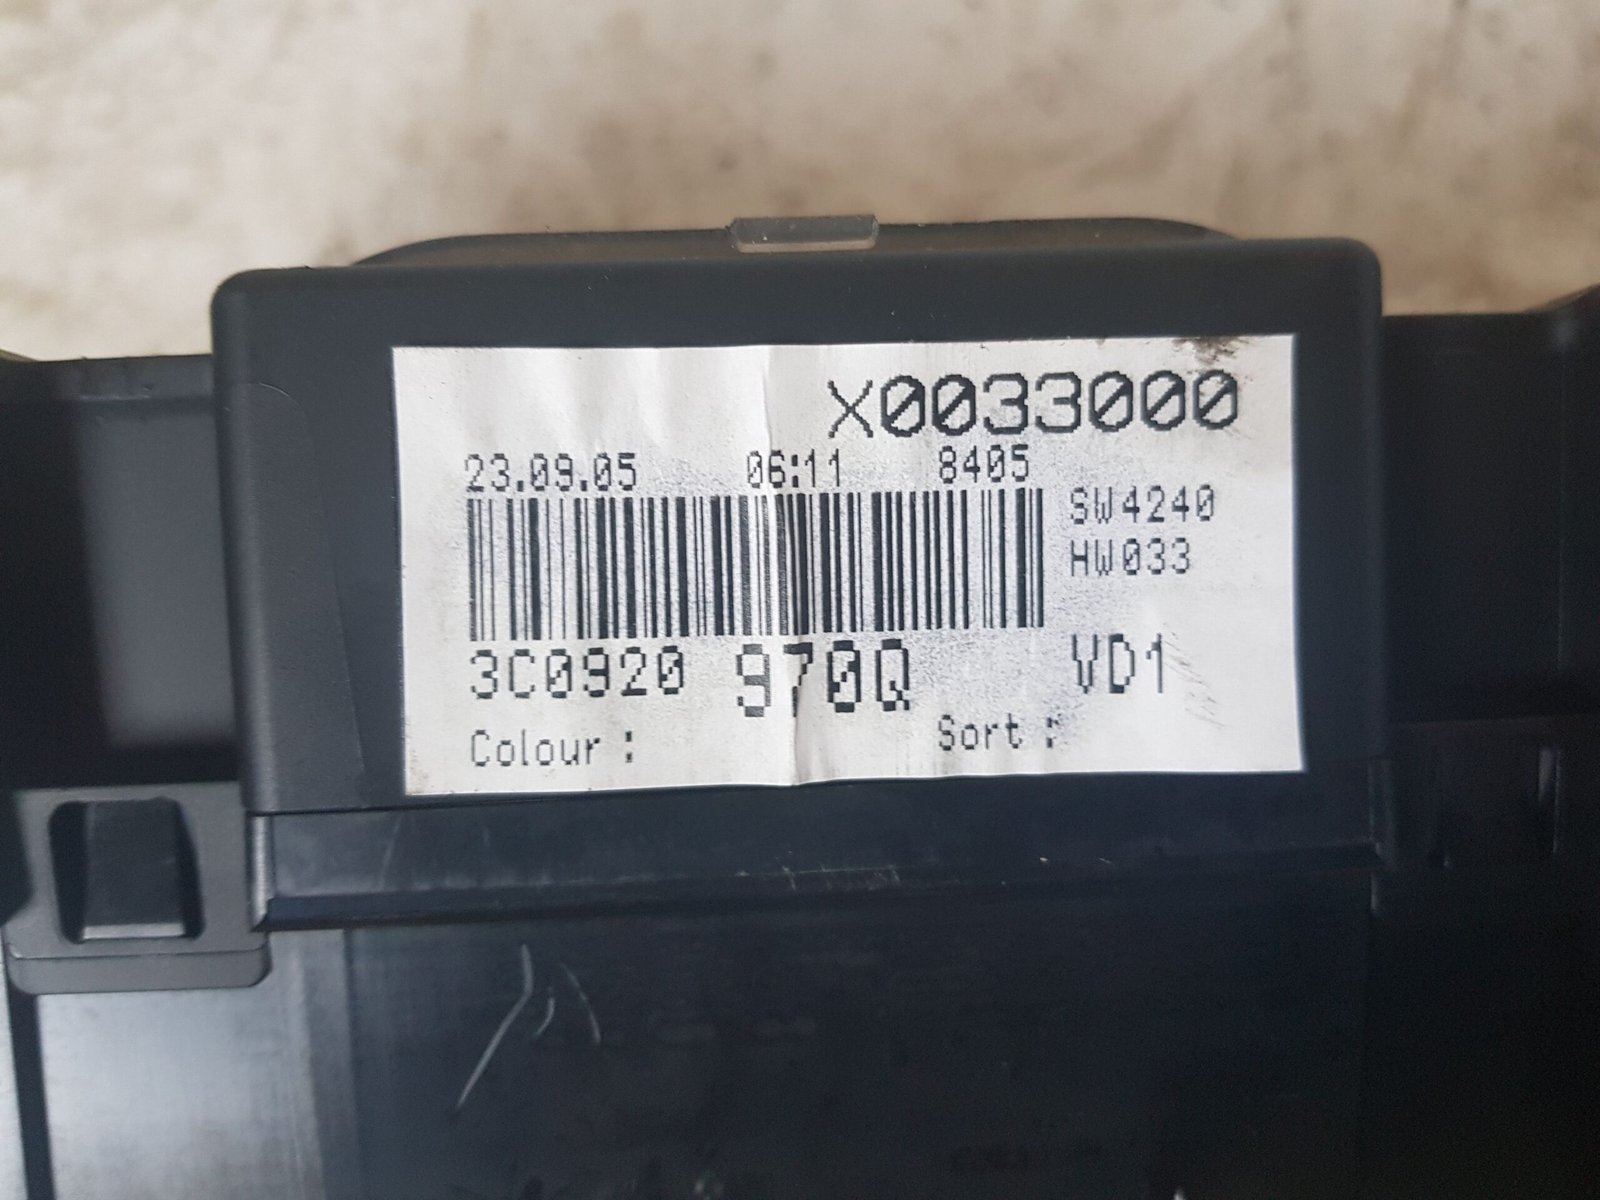 X0033000
23.09.05 06:11 8405
SW4240
HW033
3C0920 970Q VD1
Colour : Sort :